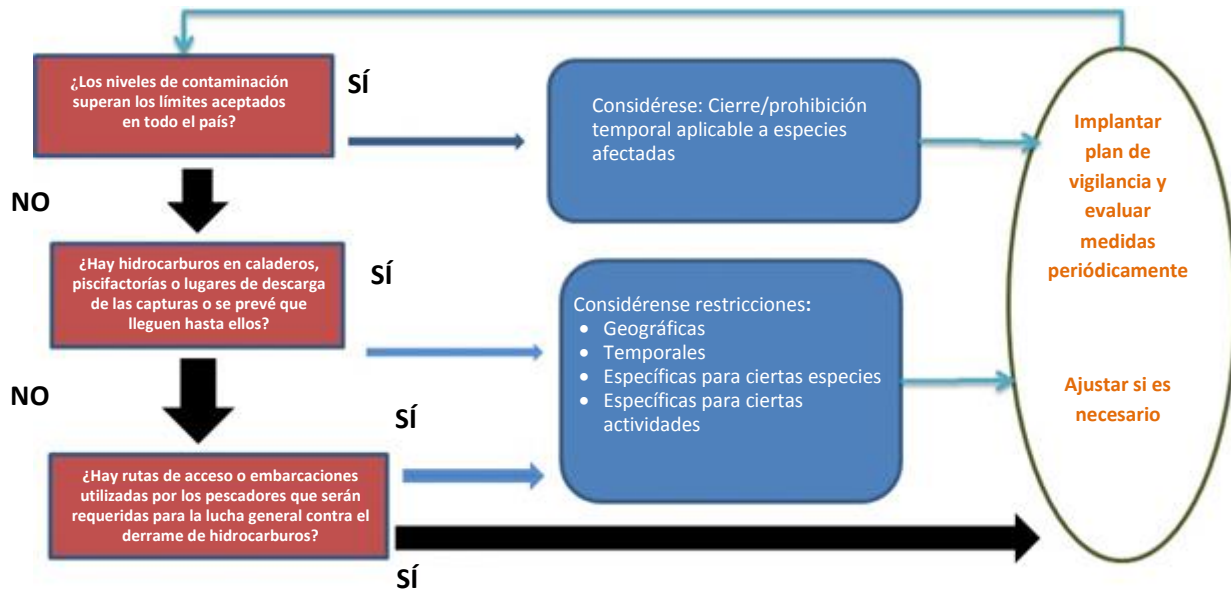 ¿Los niveles de contaminación
superan los límites aceptados
en todo el país?
SÍ
Considérese: Cierre/prohibición
temporal aplicable a especies
afectadas
Implantar
plan de
vigilancia y
evaluar
medidas
periódicamente
Ajustar si es
necesario
NO
¿Hay hidrocarburos en caladeros,
piscifactorías o lugares de descarga
de las capturas o se prevé que
lleguen hasta ellos?
SÍ
Considérense restricciones:
• Geográficas
• Temporales
• Específicas para ciertas especies
• Específicas para ciertas
actividades
NO
SÍ
¿Hay rutas de acceso o embarcaciones
utilizadas por los pescadores que serán
requeridas para la lucha general contra el
derrame de hidrocarburos?
SÍ